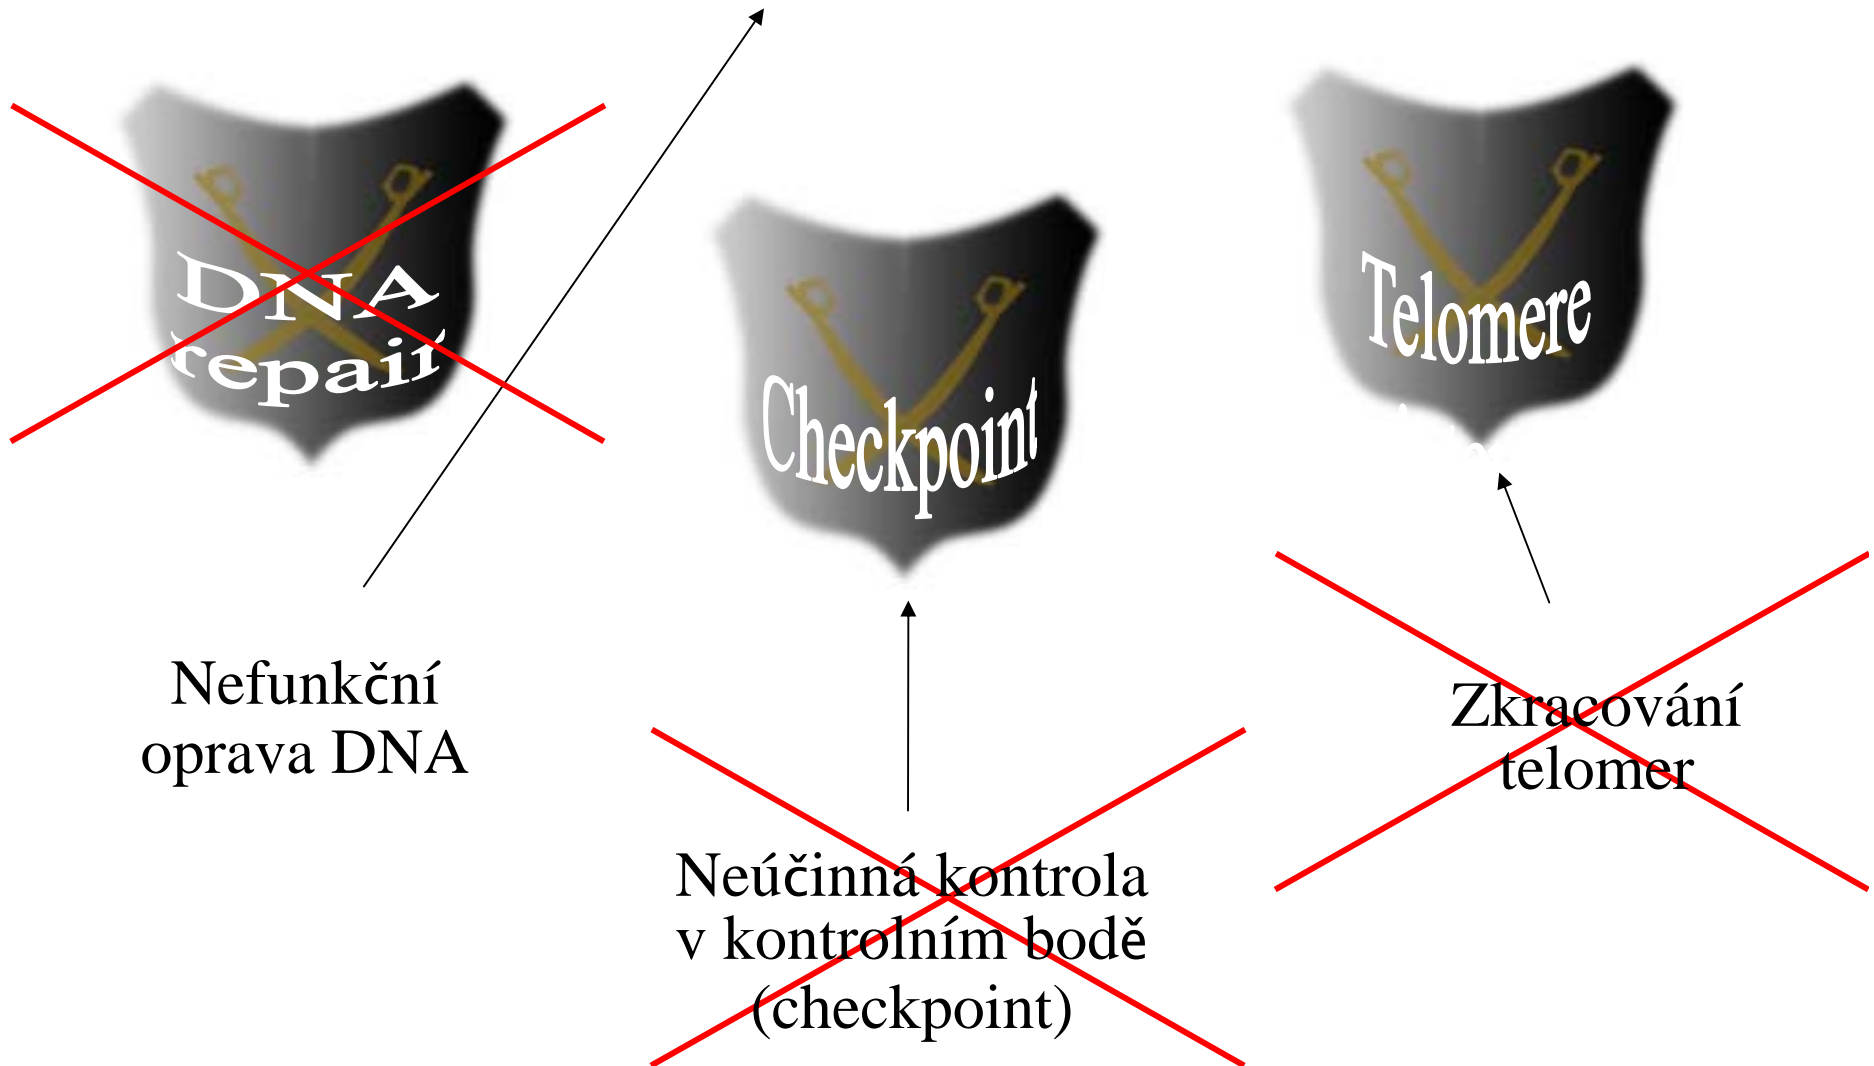 DNA
repair
Checkpoint
Telomere
Nefunkční
oprava DNA
Neúčinná kontrola
v kontrolním bodě
(checkpoint)
Zkracování
telomer